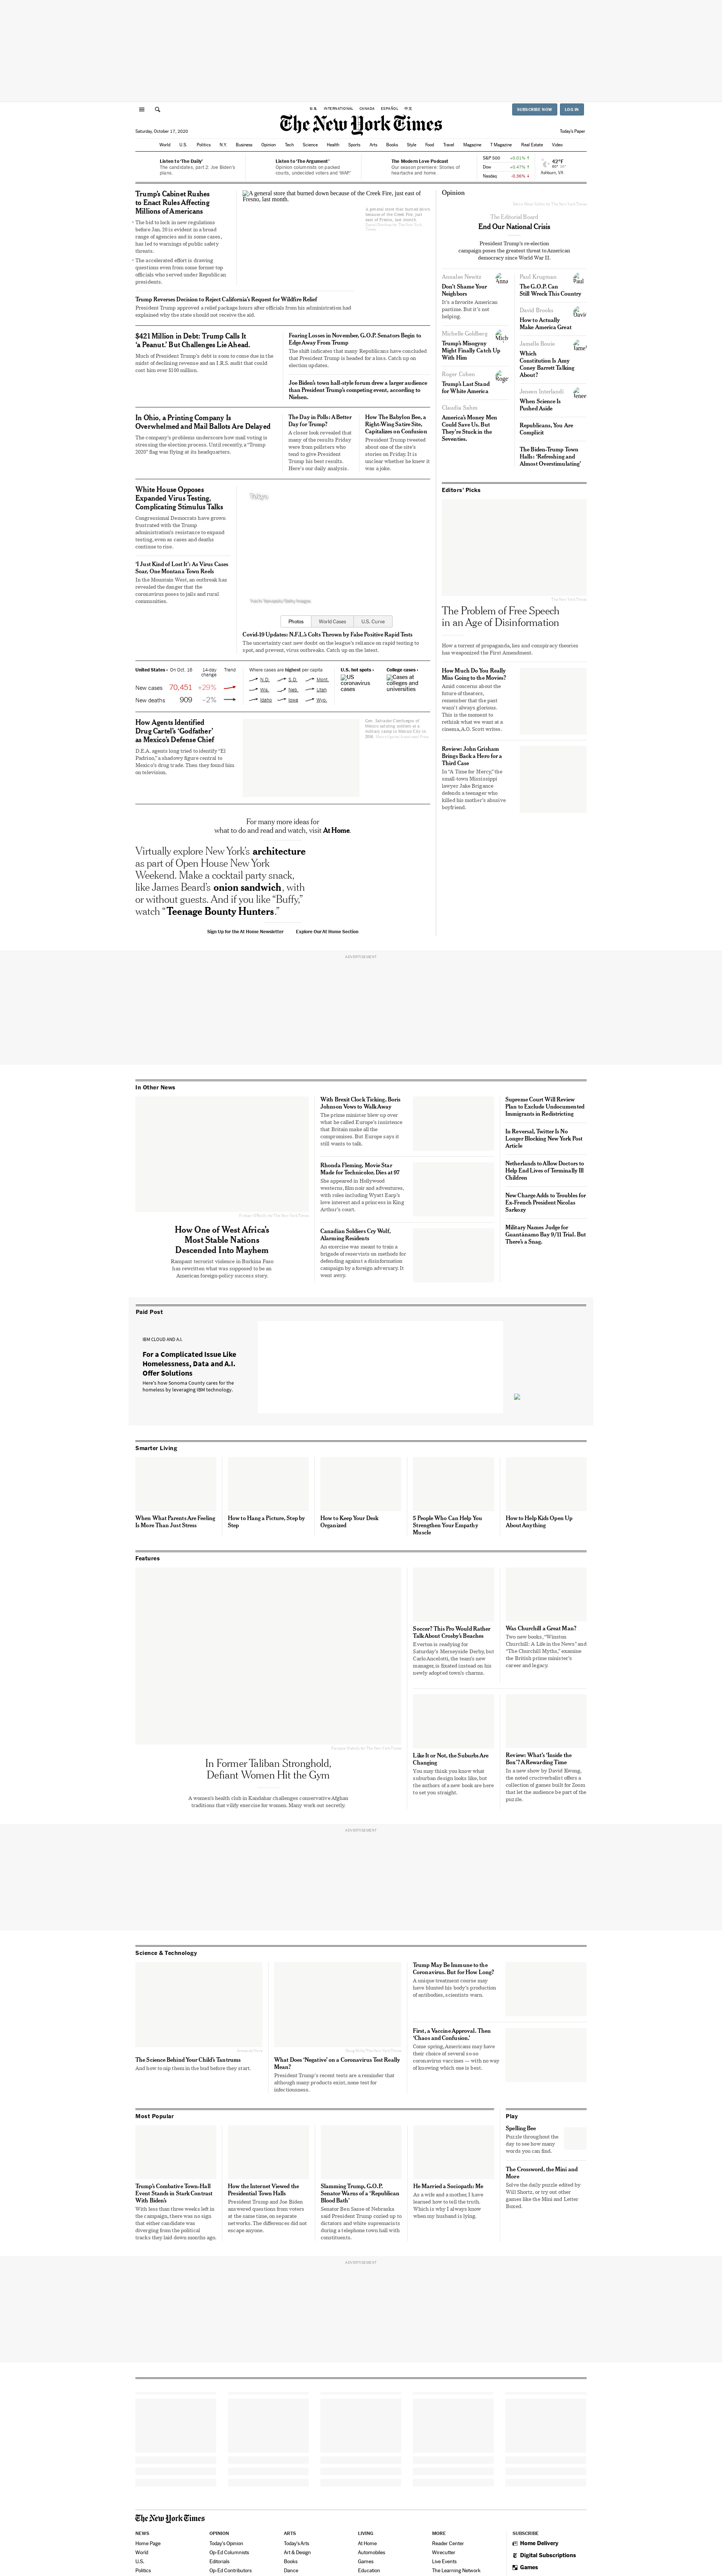 U.S.
INTERNATIONAL
CANADA
ESPAÑOL
中文
SUBSCRIBE NOW
LOG IN
The New York Times
Saturday, October 17, 2020
Today's Paper
World
U.S.
Politics
N.Y.
Business
Opinion
Tech
Science
Health
Sports
Arts
Books
Style
Food
Travel
Magazine
T Magazine
Real Estate
Video
Listen to 'The Daily'
The candidates, part 2: Joe Biden's
plans.
Listen to 'The Argument'
Opinion columnists on packed
courts, undecided voters and 'WAP.'
The Modern Love Podcast
Our season premiere: Stories of
heartache and home.
S&P 500 +0.01% ↑
Dow +0.47% ↑
Nasdaq -0.36% ↓
42°F
Ashburn, VA
Trump's Cabinet Rushes
to Enact Rules Affecting
Millions of Americans
• The bid to lock in new regulations
before Jan. 20 is evident in a broad
range of agencies and in some cases,
has led to warnings of public safety
threats.
• The accelerated effort is drawing
questions even from some former top
officials who served under Republican
presidents.
A general store that burned down because of the Creek Fire, just east of
Fresno, last month.
A general store that burned down
because of the Creek Fire, just
east of Fresno, last month.
Trump Reverses Decision to Reject California's Request for Wildfire Relief
President Trump approved a relief package hours after officials from his administration had
explained why the state should not receive the aid.
$421 Million in Debt: Trump Calls It
'a Peanut.' But Challenges Lie Ahead.
Much of President Trump's debt is soon to come due in the
midst of declining revenue and an I.R.S. audit that could
cost him over $100 million.
Fearing Losses in November, G.O.P. Senators Begin to
Edge Away From Trump
The shift indicates that many Republicans have concluded
that President Trump is headed for a loss. Catch up on
election updates.
Joe Biden's town hall-style forum drew a larger audience
than President Trump's competing event, according to
Nielsen.
In Ohio, a Printing Company Is
Overwhelmed and Mail Ballots Are Delayed
The company's problems underscore how mail voting is
stressing the election process. Until recently, a "Trump
2020" flag was flying at its headquarters.
The Day in Polls: A Better
Day for Trump?
A closer look revealed that
many of the results Friday
were from pollsters who
tend to give President
Trump his best results.
Here's our daily analysis.
How The Babylon Bee, a
Right-Wing Satire Site,
Capitalizes on Confusion
President Trump tweeted
about one of the site's
stories on Friday. It is
unclear whether he knew it
was a joke.
White House Opposes
Expanded Virus Testing,
Complicating Stimulus Talks
Congressional Democrats have grown
frustrated with the Trump
administration's resistance to expand
testing, even as cases and deaths
continue to rise.
'I Just Kind of Lost It': As Virus Cases
Soar, One Montana Town Reels
In the Mountain West, an outbreak has
revealed the danger that the
coronavirus poses to jails and rural
communities.
Tokyo.
Photos
World Cases
U.S. Curve
Covid-19 Updates: N.F.L.'s Colts Thrown by False Positive Rapid Tests
The uncertainty cast new doubt on the league's reliance on rapid testing to
spot, and prevent, virus outbreaks. Catch up on the latest.
United States › On Oct. 16 14-day change Trend
New cases 70,451 +29%
New deaths 909 –2%
Where cases are highest per capita
N.D. S.D. Mont.
Wis. Neb. Utah
Idaho Iowa Wyo.
U.S. hot spots ›
US coronavirus cases
College cases ›
Cases at colleges and universities
How Agents Identified
Drug Cartel's 'Godfather'
as Mexico's Defense Chief
D.E.A. agents long tried to identify "El
Padrino," a shadowy figure central to
Mexico's drug trade. Then they found him
on television.
Gen. Salvador Cienfuegos of
Mexico saluting soldiers at a
military camp in Mexico City in
2016.
For many more ideas for
what to do and read and watch, visit At Home.
Virtually explore New York's architecture
as part of Open House New York
Weekend. Make a cocktail party snack,
like James Beard's onion sandwich, with
or without guests. And if you like "Buffy,"
watch "Teenage Bounty Hunters."
Sign Up for the At Home Newsletter
Explore Our At Home Section
Opinion
The Editorial Board
End Our National Crisis
President Trump's re-election
campaign poses the greatest threat to American
democracy since World War II.
Annalee Newitz
Don't Shame Your
Neighbors
It's a favorite American
pastime. But it's not
helping.
Michelle Goldberg
Trump's Misogyny
Might Finally Catch Up
With Him
Roger Cohen
Trump's Last Stand
for White America
Claudia Sahm
America's Money Men
Could Save Us. But
They're Stuck in the
Seventies.
Paul Krugman
The G.O.P. Can
Still Wreck This Country
David Brooks
How to Actually
Make America Great
Jamelle Bouie
Which
Constitution Is Amy
Coney Barrett Talking
About?
Jeneen Interlandi
When Science Is
Pushed Aside
Republicans, You Are
Complicit
The Biden-Trump Town
Halls: 'Refreshing and
Almost Overstimulating'
Editors' Picks
The New York Times
The Problem of Free Speech
in an Age of Disinformation
How a torrent of propaganda, lies and conspiracy theories
has weaponized the First Amendment.
How Much Do You Really
Miss Going to the Movies?
Amid concerns about the
future of theaters,
remember that the past
wasn't always glorious.
This is the time to
rethink what we want at a
cinema, A.O. Scott writes.
Review: John Grisham
Brings Back a Hero for a
Third Case
In "A Time for Mercy," the
small-town Mississippi
lawyer Jake Brigance
defends a teenager who
killed his mother's abusive
boyfriend.
ADVERTISEMENT
In Other News
How One of West Africa's
Most Stable Nations
Descended Into Mayhem
Rampant terrorist violence in Burkina Faso
has rewritten what was supposed to be an
American foreign-policy success story.
With Brexit Clock Ticking, Boris
Johnson Vows to Walk Away
The prime minister blew up over
what he called Europe's insistence
that Britain make all the
compromises. But Europe says it
still wants to talk.
Rhonda Fleming, Movie Star
Made for Technicolor, Dies at 97
She appeared in Hollywood
westerns, film noir and adventures,
with roles including Wyatt Earp's
love interest and a princess in King
Arthur's court.
Canadian Soldiers Cry Wolf,
Alarming Residents
An exercise was meant to train a
brigade of reservists on methods for
defending against a disinformation
campaign by a foreign adversary. It
went awry.
Supreme Court Will Review
Plan to Exclude Undocumented
Immigrants in Redistricting
In Reversal, Twitter Is No
Longer Blocking New York Post
Article
Netherlands to Allow Doctors to
Help End Lives of Terminally Ill
Children
New Charge Adds to Troubles for
Ex-French President Nicolas
Sarkozy
Military Names Judge for
Guantánamo Bay 9/11 Trial. But
There's a Snag.
Paid Post
IBM CLOUD AND A.I.
For a Complicated Issue Like
Homelessness, Data and A.I.
Offer Solutions
Here's how Sonoma County cares for the
homeless by leveraging IBM technology.
Smarter Living
When What Parents Are Feeling
Is More Than Just Stress
How to Hang a Picture, Step by
Step
How to Keep Your Desk
Organized
5 People Who Can Help You
Strengthen Your Empathy
Muscle
How to Help Kids Open Up
About Anything
Features
In Former Taliban Stronghold,
Defiant Women Hit the Gym
A women's health club in Kandahar challenges conservative Afghan
traditions that vilify exercise for women. Many work out secretly.
Soccer? This Pro Would Rather
Talk About Crosby's Beaches
Everton is readying for
Saturday's Merseyside Derby, but
Carlo Ancelotti, the team's new
manager, is fixated instead on his
newly adopted town's charms.
Was Churchill a Great Man?
Two new books, "Winston
Churchill: A Life in the News" and
"The Churchill Myths," examine
the British prime minister's
career and legacy.
Like It or Not, the Suburbs Are
Changing
You may think you know what
suburban design looks like, but
the authors of a new book are here
to set you straight.
Review: What's 'Inside the
Box'? A Rewarding Time
In a new show by David Kwong,
the noted cruciverbalist offers a
collection of games built for Zoom
that let the audience be part of the
puzzle.
ADVERTISEMENT
Science & Technology
The Science Behind Your Child's Tantrums
And how to nip them in the bud before they start.
What Does 'Negative' on a Coronavirus Test Really
Mean?
President Trump's recent tests are a reminder that
although many products exist, none test for
infectiousness.
Trump May Be Immune to the
Coronavirus. But for How Long?
A unique treatment course may
have blunted his body's production
of antibodies, scientists warn.
First, a Vaccine Approval. Then
'Chaos and Confusion.'
Come spring, Americans may have
their choice of several so-so
coronavirus vaccines — with no way
of knowing which one is best.
Most Popular
Trump's Combative Town-Hall
Event Stands in Stark Contrast
With Biden's
With less than three weeks left in
the campaign, there was no sign
that either candidate was
diverging from the political
tracks they laid down months ago.
How the Internet Viewed the
Presidential Town Halls
President Trump and Joe Biden
answered questions from voters
at the same time, on separate
networks. The differences did not
escape anyone.
Slamming Trump, G.O.P.
Senator Warns of a 'Republican
Blood Bath'
Senator Ben Sasse of Nebraska
said President Trump cozied up to
dictators and white supremacists
during a telephone town hall with
constituents.
He Married a Sociopath: Me
As a wife and a mother, I have
learned how to tell the truth.
Which is why I always know
when my husband is lying.
Play
Spelling Bee
Puzzle throughout the
day to see how many
words you can find.
The Crossword, the Mini and
More
Solve the daily puzzle edited by
Will Shortz, or try out other
games like the Mini and Letter
Boxed.
ADVERTISEMENT
The New York Times
NEWS
Home Page
World
U.S.
Politics
OPINION
Today's Opinion
Op-Ed Columnists
Editorials
Op-Ed Contributors
ARTS
Today's Arts
Art & Design
Books
Dance
LIVING
At Home
Automobiles
Games
Education
MORE
Reader Center
Wirecutter
Live Events
The Learning Network
SUBSCRIBE
Home Delivery
Digital Subscriptions
Games